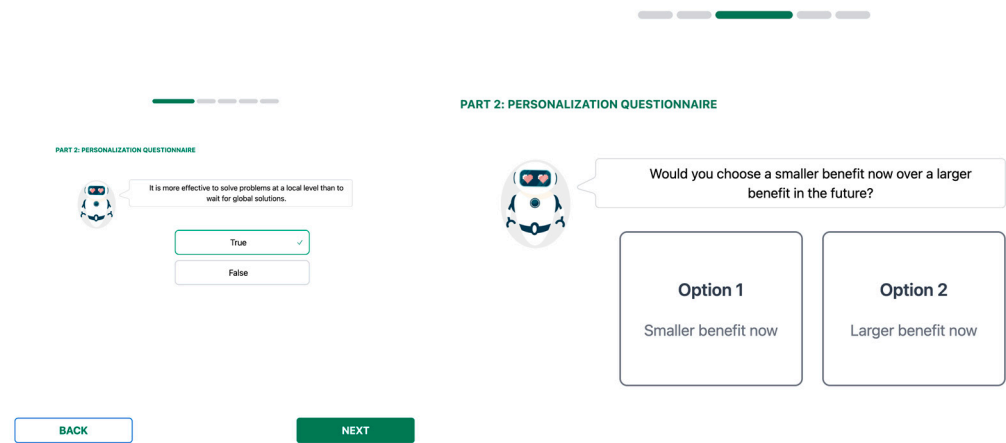 PART 2: PERSONALIZATION QUESTIONNAIRE
It is more effective to solve problems at a local level than to
wait for global solutions.
True
False
BACK
NEXT
PART 2: PERSONALIZATION QUESTIONNAIRE
Would you choose a smaller benefit now over a larger
benefit in the future?
Option 1
Smaller benefit now
Option 2
Larger benefit now